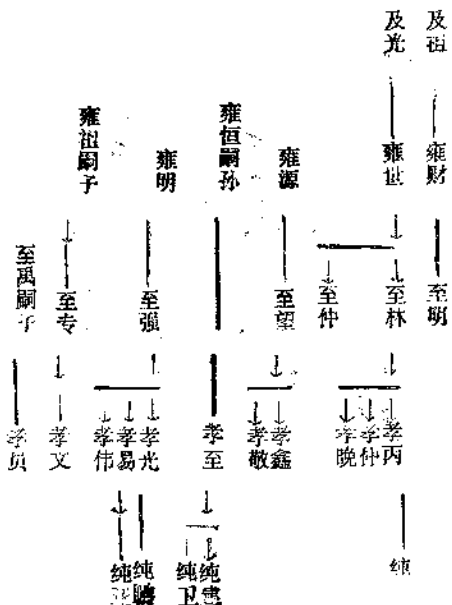 及祖
及光
雍财
雍世
雍源
雍恒嗣孙
雍明
雍祖嗣子
至明
至林
至仲
至望
至强
至专
至禹嗣子
孝丙
孝仲
孝晚
孝鑫
孝敬
孝至
孝光
孝易
孝伟
孝文
孝贞
纯
纯
纯卫
纯
纯